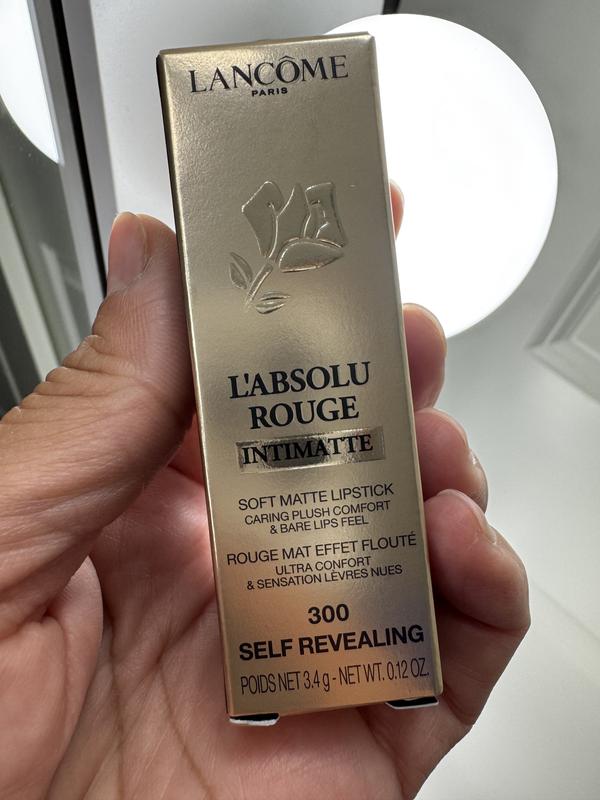 LANCÔME
PARIS
L'ABSOLU
ROUGE
INTIMATTE
SOFT MATTE LIPSTICK
CARING PLUSH COMFORT
& BARE LIPS FEEL
ROUGE MAT EFFET FLOUTÉ
ULTRA CONFORT
& SENSATION LÈVRES NUES
300
SELF REVEALING
POIDS NET 3.4 g - NET WT. 0.12 OZ.